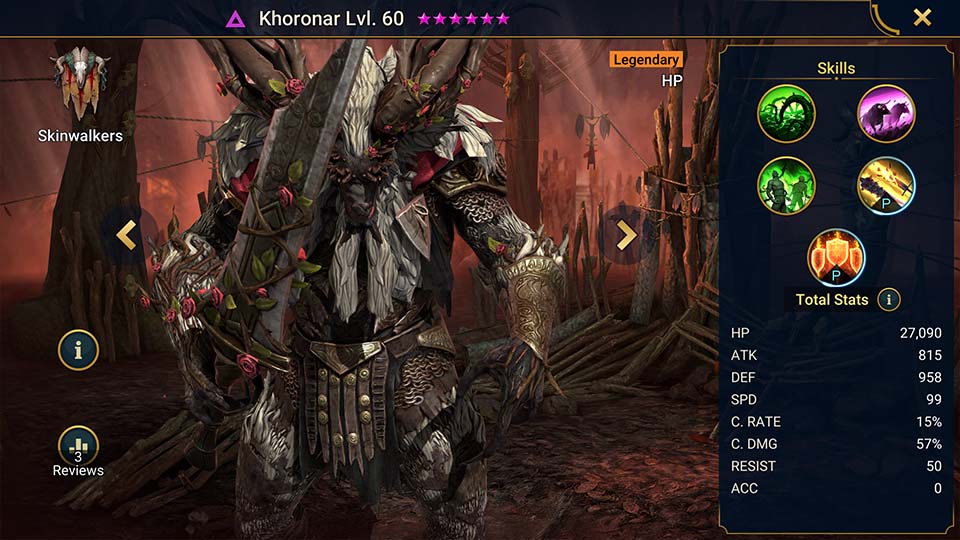 Khoronar Lvl. 60
Legendary
HP
Skinwalkers
Skills
P
P
Total Stats i
HP 27,090
ATK 815
DEF 958
SPD 99
C. RATE 15%
C. DMG 57%
RESIST 50
ACC 0
i
3
Reviews